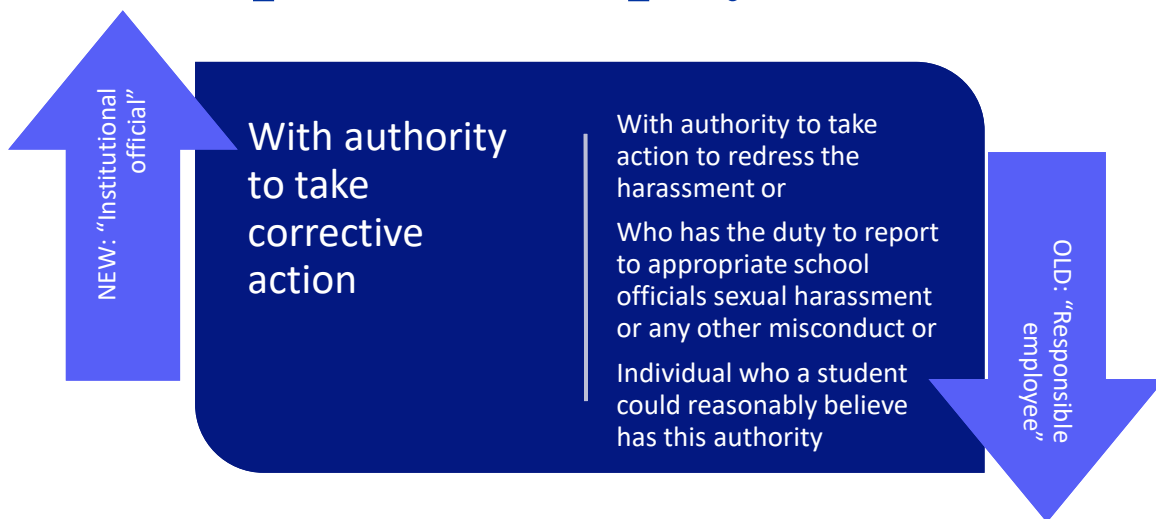 NEW: “Institutional
official”
With authority
to take
corrective
action
With authority to take
action to redress the
harassment or
Who has the duty to report
to appropriate school
officials sexual harassment
or any other misconduct or
Individual who a student
could reasonably believe
has this authority
OLD: “Responsible
employee”